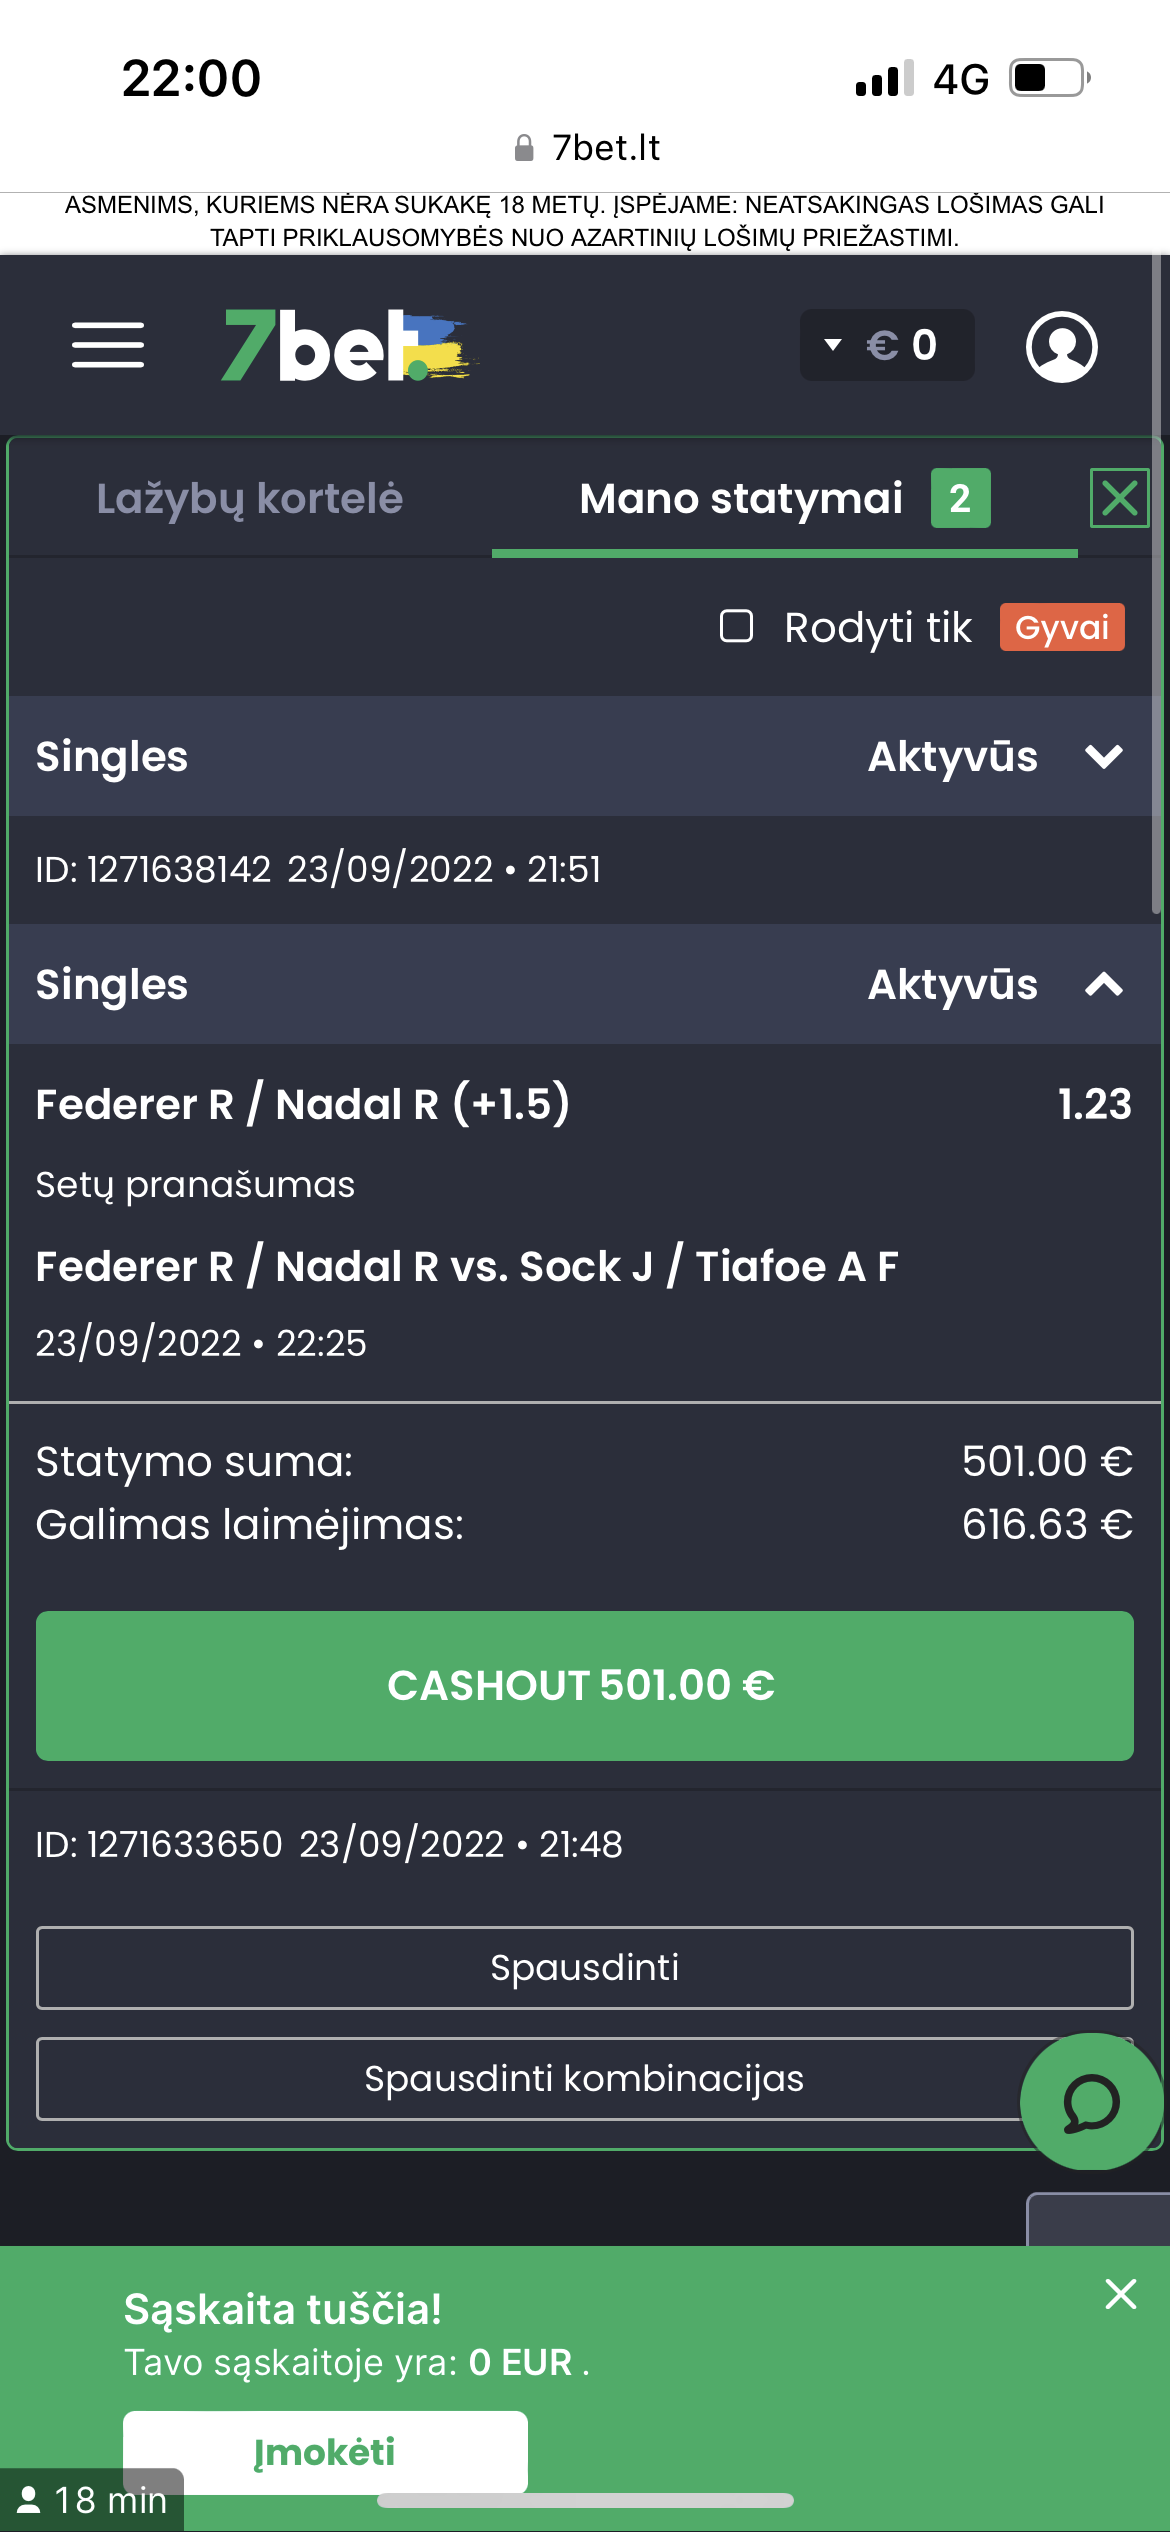 22:00
4G
7bet.lt
ASMENIMS, KURIEMS NĖRA SUKAKĘ 18 METŲ. ĮSPĖJAME: NEATSAKINGAS LOŠIMAS GALI
TAPTI PRIKLAUSOMYBĖS NUO AZARTINIŲ LOŠIMŲ PRIEŽASTIMI.
7bet.
€ 0
Lažybų kortelė
Mano statymai 2
Rodyti tik Gyvai
Singles Aktyvūs
ID: 1271638142 23/09/2022 • 21:51
Singles Aktyvūs
Federer R / Nadal R (+1.5) 1.23
Setų pranašumas
Federer R / Nadal R vs. Sock J / Tiafoe A F
23/09/2022 • 22:25
Statymo suma: 501.00 €
Galimas laimėjimas: 616.63 €
CASHOUT 501.00 €
ID: 1271633650 23/09/2022 • 21:48
Spausdinti
Spausdinti kombinacijas
Sąskaita tuščia!
Tavo sąskaitoje yra: 0 EUR .
Įmokėti
18 min